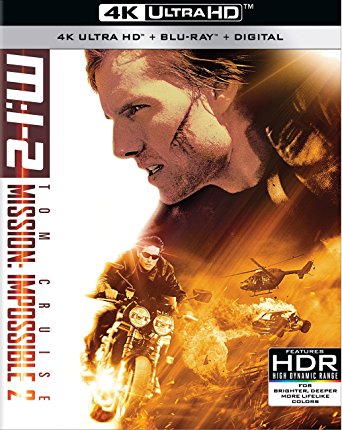 4K ULTRA HD™
4K ULTRA HD™ + BLU-RAY™ + DIGITAL
M:I-2
TOM CRUISE
MISSION: IMPOSSIBLE 2
FEATURES
HDR
HIGH DYNAMIC RANGE
FOR
BRIGHTER, DEEPER
MORE LIFELIKE
COLORS